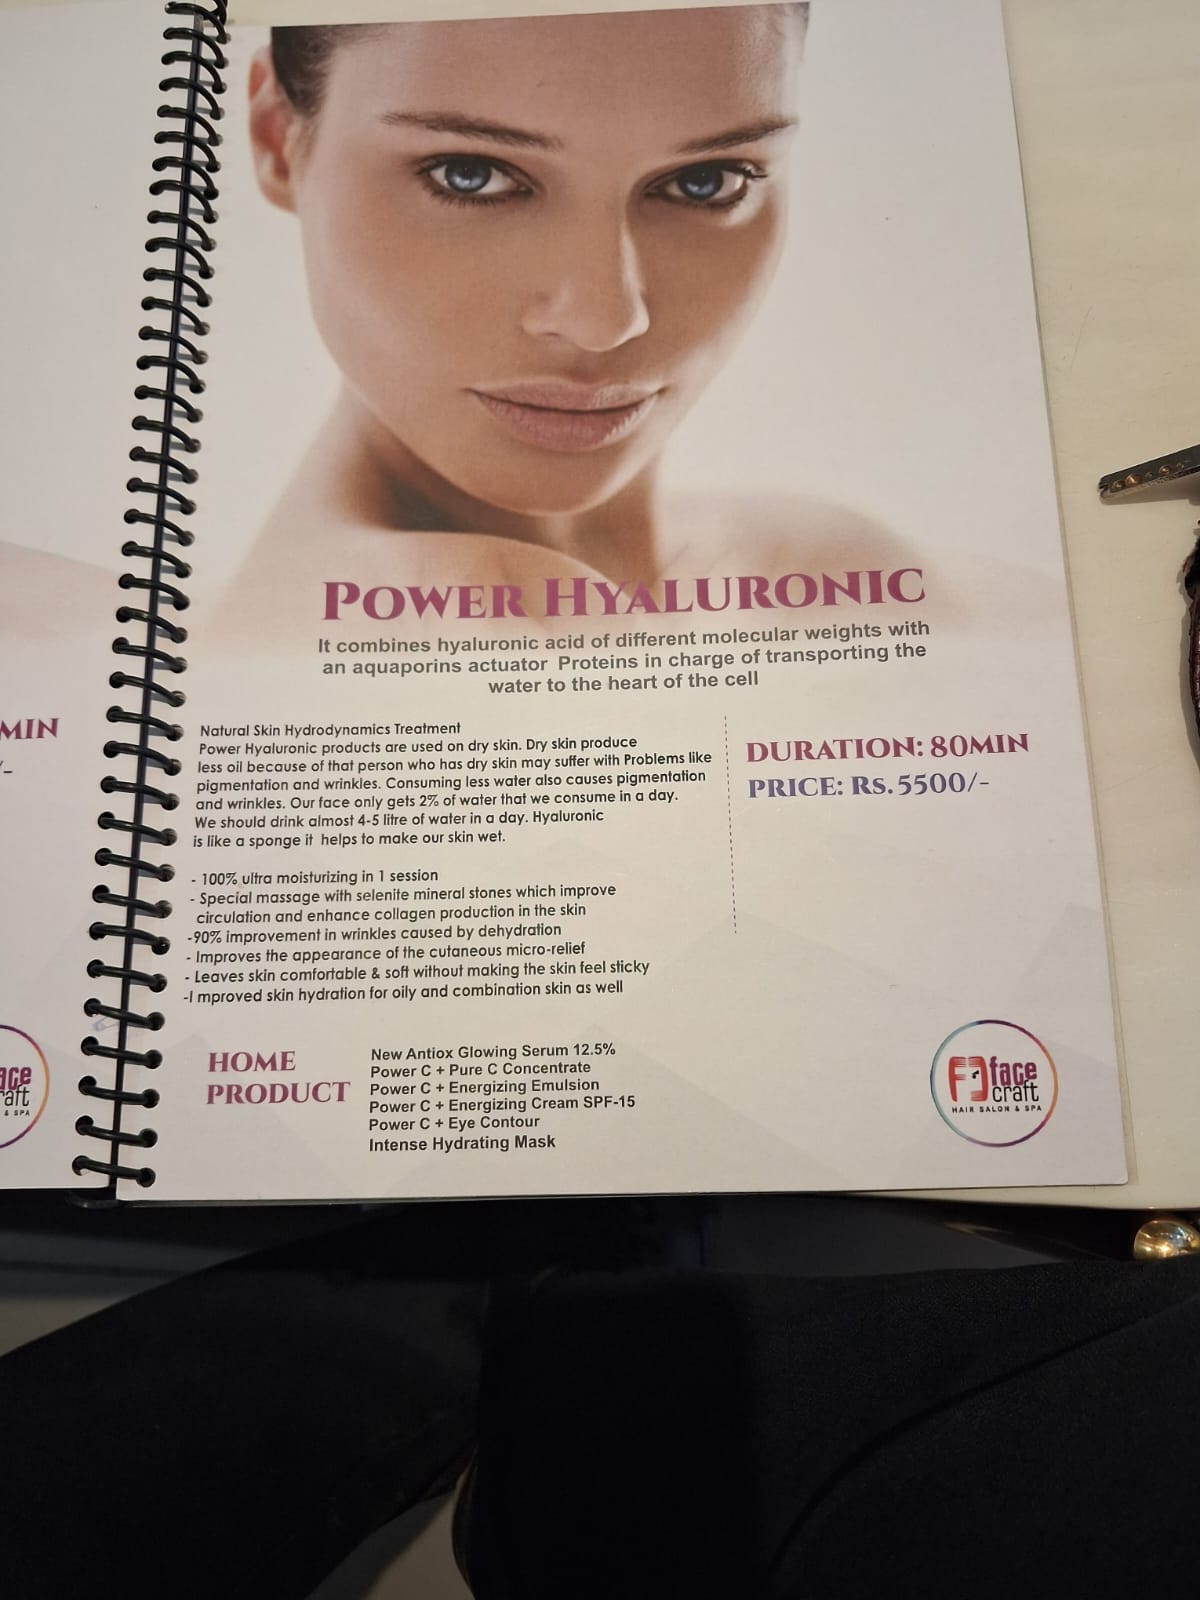 POWER HYALURONIC
It combines hyaluronic acid of different molecular weights with
an aquaporins actuator Proteins in charge of transporting the
water to the heart of the cell
Natural Skin Hydrodynamics Treatment
Power Hyaluronic products are used on dry skin. Dry skin produce
less oil because of that person who has dry skin may suffer with Problems like
pigmentation and wrinkles. Consuming less water also causes pigmentation
and wrinkles. Our face only gets 2% of water that we consume in a day.
We should drink almost 4-5 litre of water in a day. Hyaluronic
is like a sponge it helps to make our skin wet.
- 100% ultra moisturizing in 1 session
- Special massage with selenite mineral stones which improve
circulation and enhance collagen production in the skin
-90% improvement in wrinkles caused by dehydration
- Improves the appearance of the cutaneous micro-relief
- Leaves skin comfortable & soft without making the skin feel sticky
-I mproved skin hydration for oily and combination skin as well
DURATION: 80MIN
PRICE: Rs. 5500/-
HOME
PRODUCT
New Antiox Glowing Serum 12.5%
Power C + Pure C Concentrate
Power C + Energizing Emulsion
Power C + Energizing Cream SPF-15
Power C + Eye Contour
Intense Hydrating Mask
face
craft
HAIR SALON & SPA
MIN
/-
ace
raft
& SPA